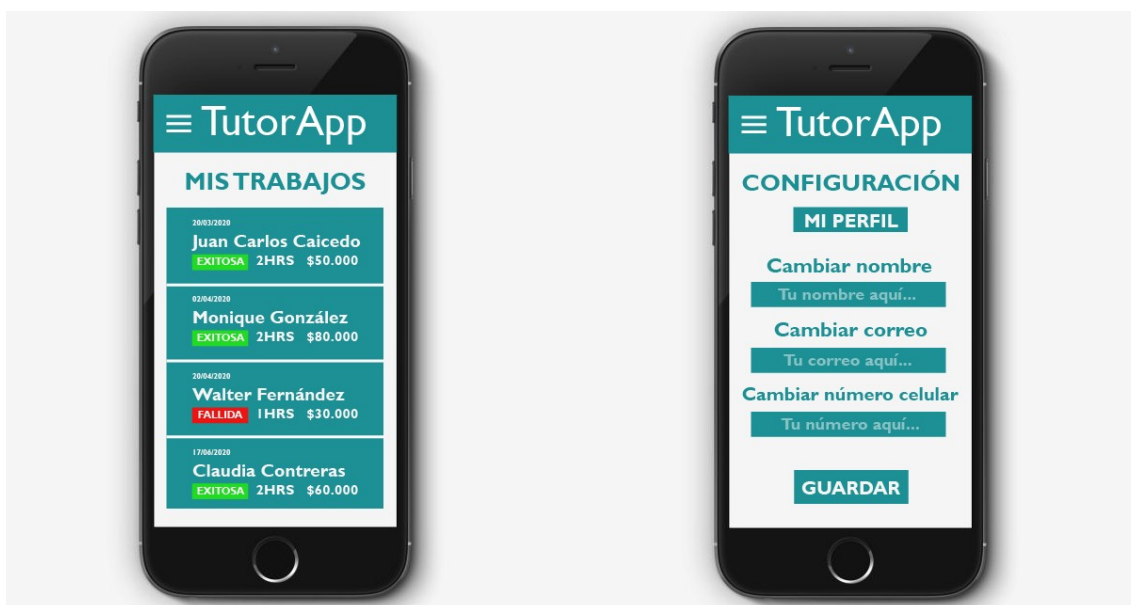 TutorApp
MIS TRABAJOS
20/03/2020
Juan Carlos Caicedo
EXITOSA 2HRS $50.000
02/04/2020
Monique González
EXITOSA 2HRS $80.000
20/04/2020
Walter Fernández
FALLIDA 1HRS $30.000
17/06/2020
Claudia Contreras
EXITOSA 2HRS $60.000
TutorApp
CONFIGURACIÓN
MI PERFIL
Cambiar nombre
Tu nombre aquí...
Cambiar correo
Tu correo aquí...
Cambiar número celular
Tu número aquí...
GUARDAR